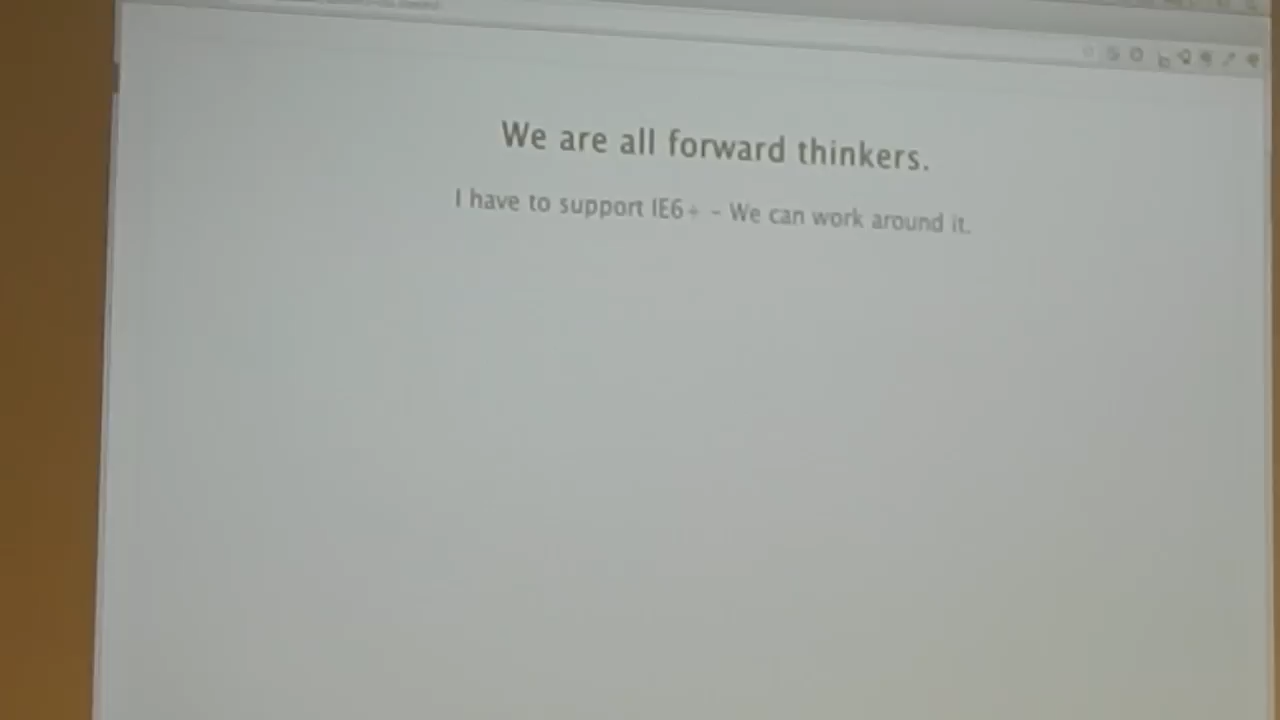 We are all forward thinkers.
I have to support IE6+ - We can work around it.